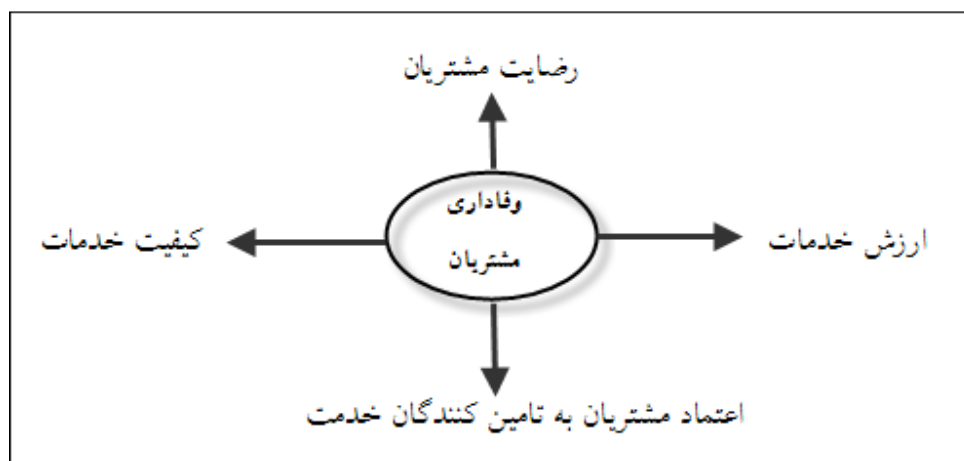 رضایت مشتریان
وفاداری
مشتریان
ارزش خدمات
کیفیت خدمات
اعتماد مشتریان به تامین کنندگان خدمت